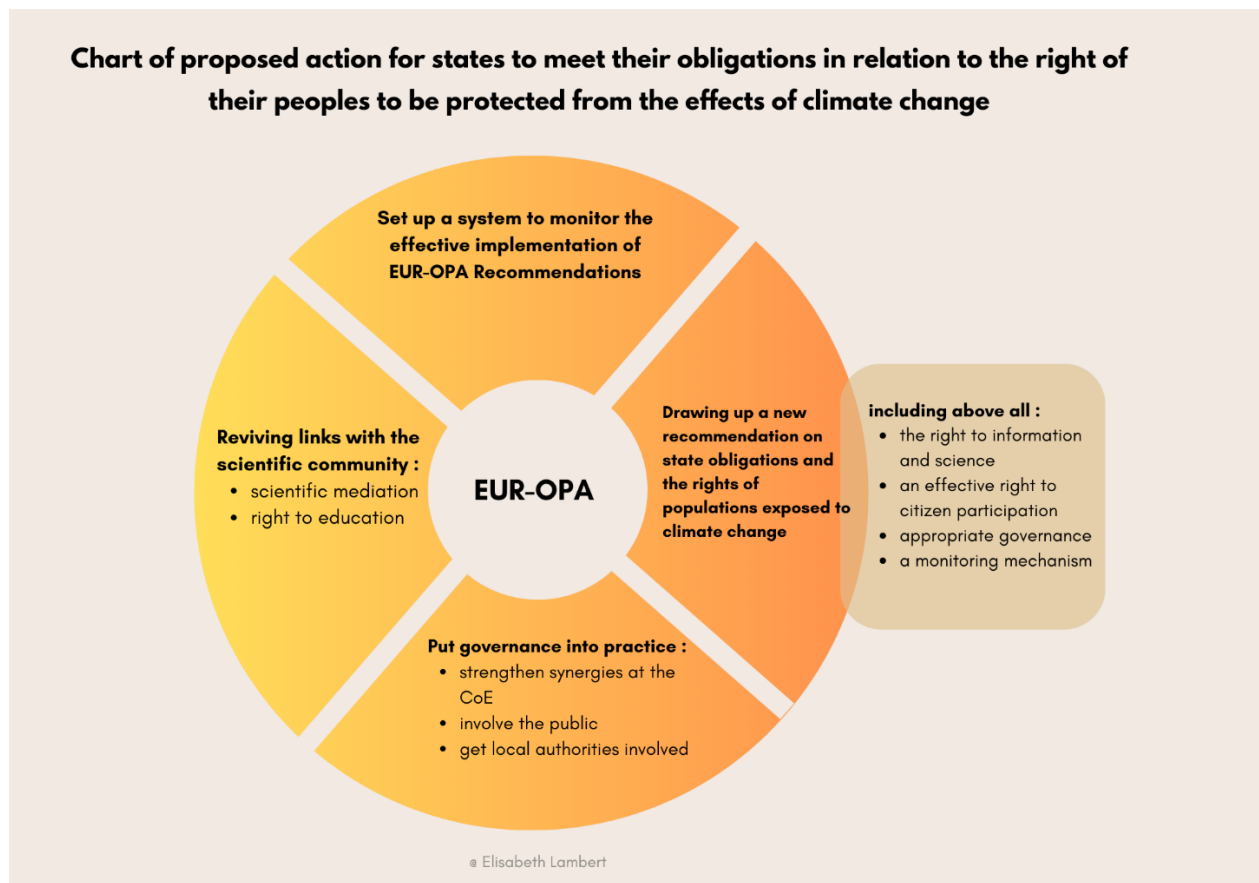 Chart of proposed action for states to meet their obligations in relation to the right of
their peoples to be protected from the effects of climate change
Set up a system to monitor the
effective implementation of
EUR-OPA Recommendations
Reviving links with the
scientific community :
• scientific mediation
• right to education
EUR-OPA
Drawing up a new
recommendation on
state obligations and
the rights of
populations exposed to
climate change
including above all :
• the right to information
and science
• an effective right to
citizen participation
• appropriate governance
• a monitoring mechanism
Put governance into practice :
• strengthen synergies at the
CoE
• involve the public
• get local authorities involved
@ Elisabeth Lambert